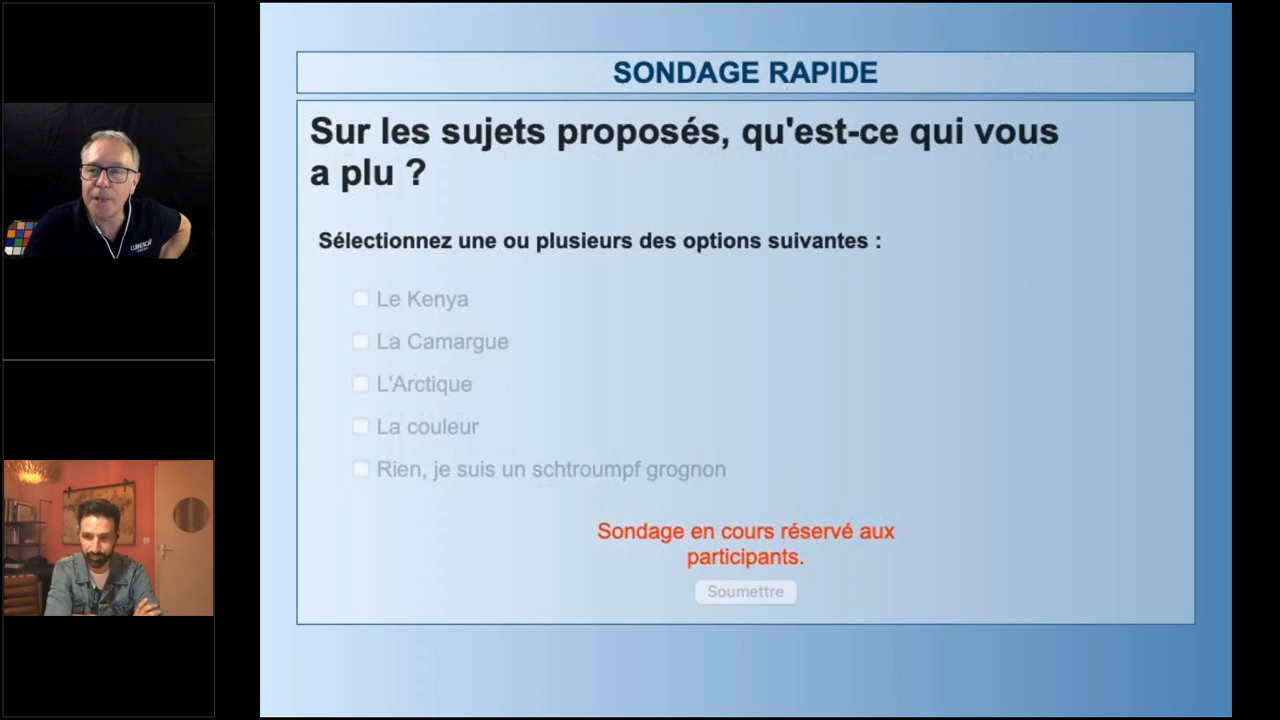 SONDAGE RAPIDE
Sur les sujets proposés, qu'est-ce qui vous
a plu ?
Sélectionnez une ou plusieurs des options suivantes :
Le Kenya
La Camargue
L'Arctique
La couleur
Rien, je suis un schtroumpf grognon
Sondage en cours réservé aux
participants.
Soumettre